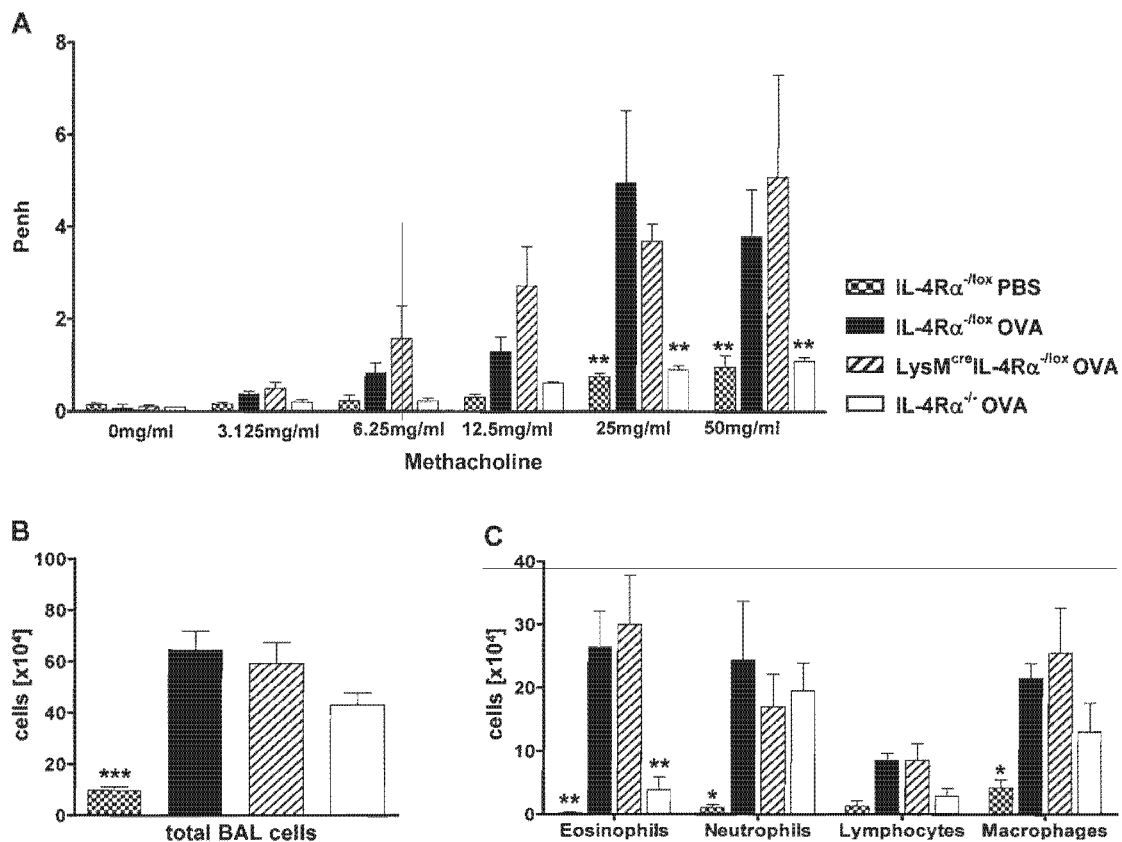 A
8
6
4
2
0
Penh
** ** ** **
0mg/ml 3.125mg/ml 6.25mg/ml 12.5mg/ml 25mg/ml 50mg/ml
Methacholine
IL-4Rα-/lox PBS
IL-4Rα-/lox OVA
LysMcreIL-4Rα-/lox OVA
IL-4Rα-/- OVA
B
100
80
60
40
20
0
cells [x10⁴]
***
total BAL cells
C
40
30
20
10
0
cells [x10⁴]
** ** * *
Eosinophils Neutrophils Lymphocytes Macrophages